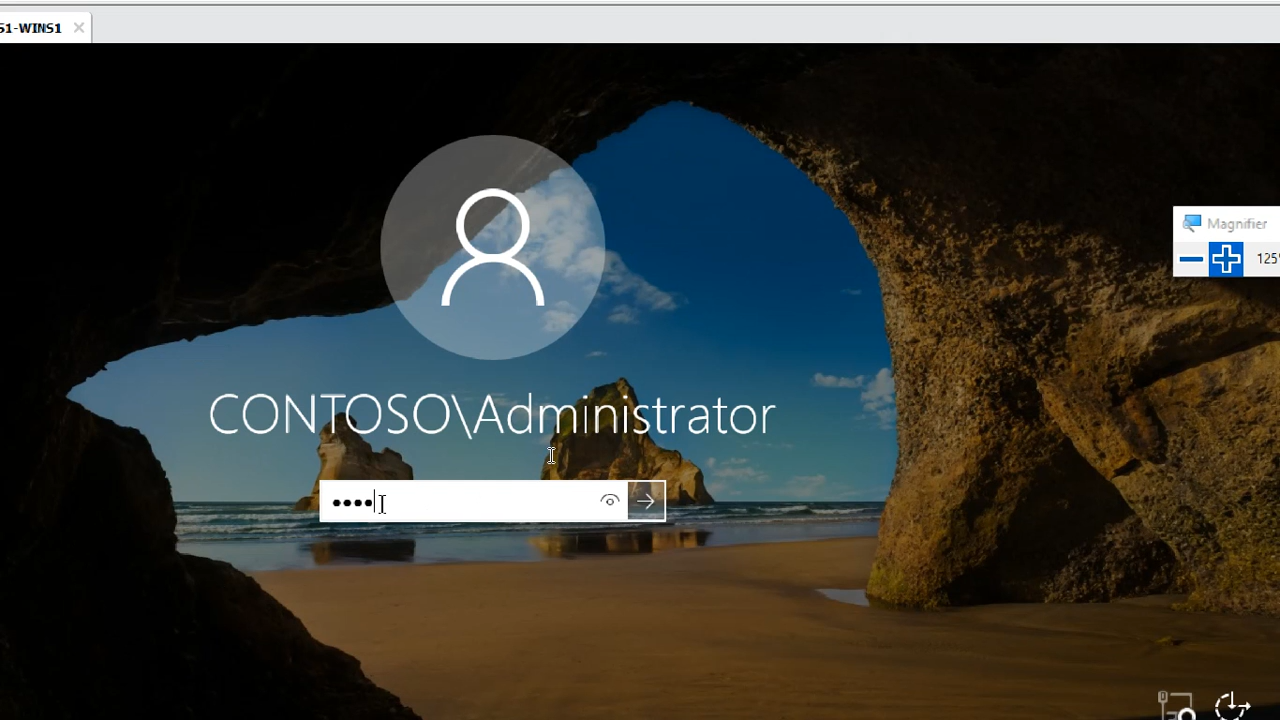 S1-WINS1
Magnifier
125%
CONTOSO\Administrator
••••